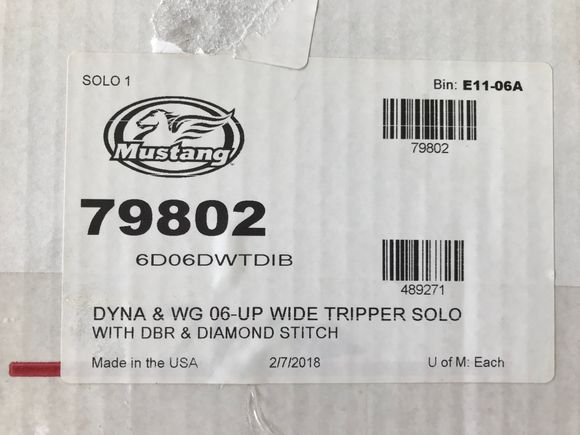 SOLO 1
Bin: E11-06A
Mustang
79802
79802
6D06DWTDIB
489271
DYNA & WG 06-UP WIDE TRIPPER SOLO
WITH DBR & DIAMOND STITCH
Made in the USA 2/7/2018 U of M: Each